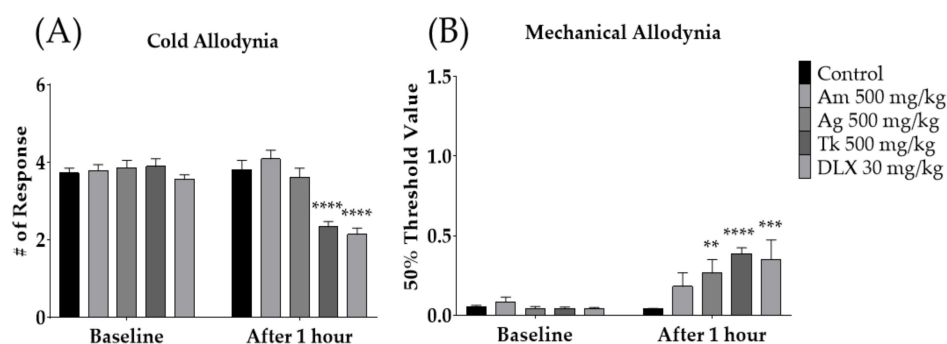 (A)
Cold Allodynia
# of Response
6
4
2
0
****
****
Baseline
After 1 hour
(B)
Mechanical Allodynia
50% Threshold Value
1.5
1.0
0.5
0.0
**
****
***
Baseline
After 1 hour
Control
Am 500 mg/kg
Ag 500 mg/kg
Tk 500 mg/kg
DLX 30 mg/kg